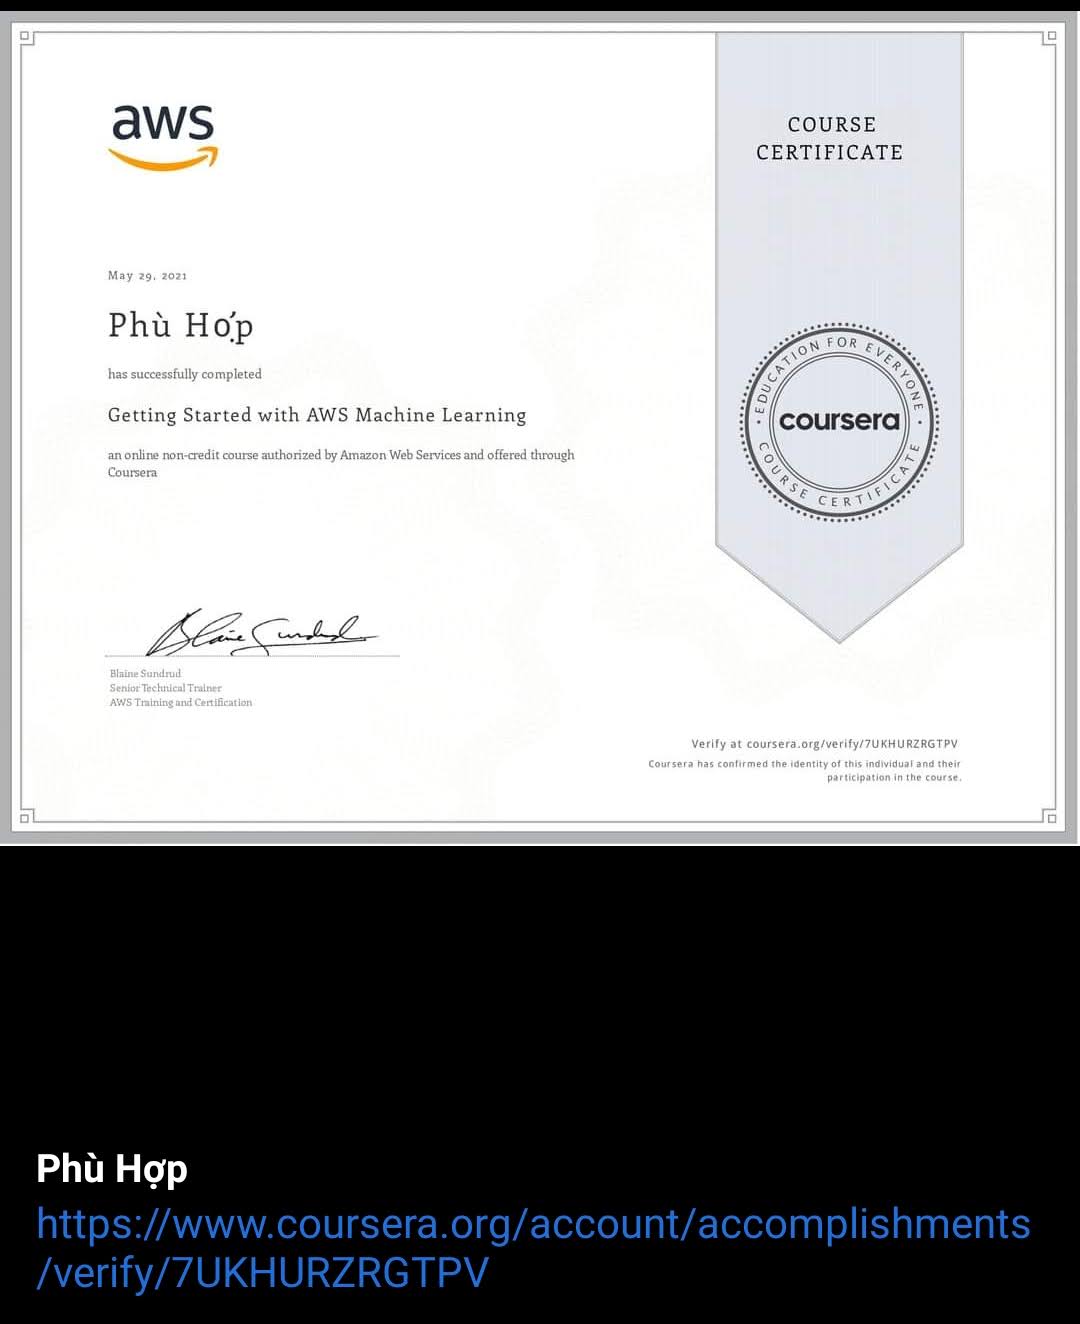 aws
COURSE
CERTIFICATE
May 29, 2021
Phù Hợp
has successfully completed
Getting Started with AWS Machine Learning
an online non-credit course authorized by Amazon Web Services and offered through
Coursera
EDUCATION FOR EVERYONE
coursera
COURSE CERTIFICATE
Blaine Sundrud
Blaine Sundrud
Senior Technical Trainer
AWS Training and Certification
Verify at coursera.org/verify/7UKHURZRGTPV
Coursera has confirmed the identity of this individual and their
participation in the course.
Phù Hợp
https://www.coursera.org/account/accomplishments
/verify/7UKHURZRGTPV